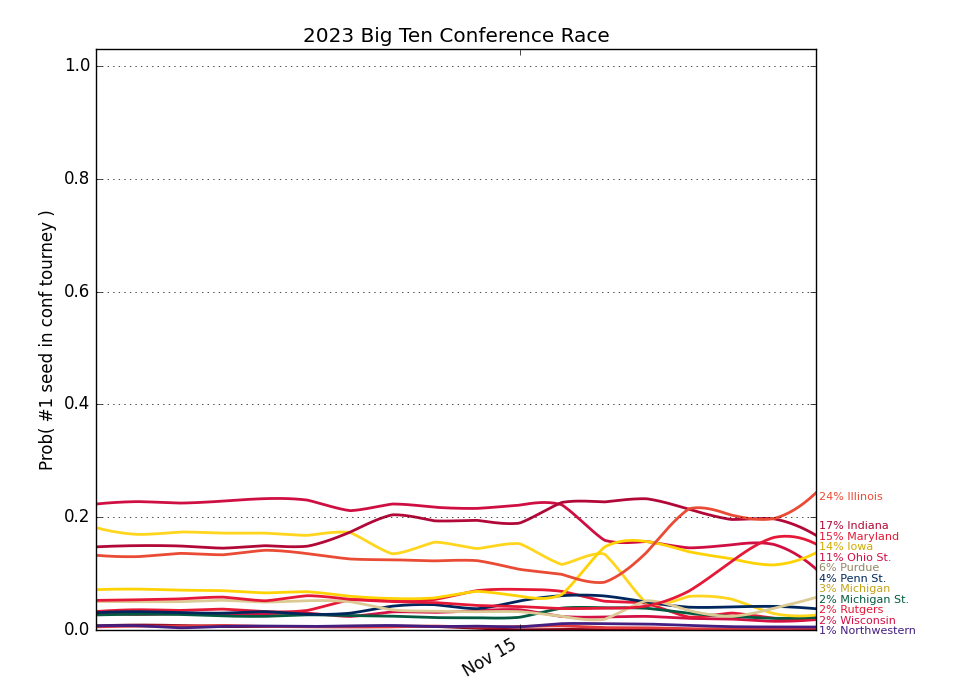 2023 Big Ten Conference Race
1.0
0.8
0.6
0.4
0.2
0.0
Prob( #1 seed in conf tourney )
Nov 15
24% Illinois
17% Indiana
15% Maryland
14% Iowa
11% Ohio St.
6% Purdue
4% Penn St.
3% Michigan
2% Michigan St.
2% Rutgers
2% Wisconsin
1% Northwestern